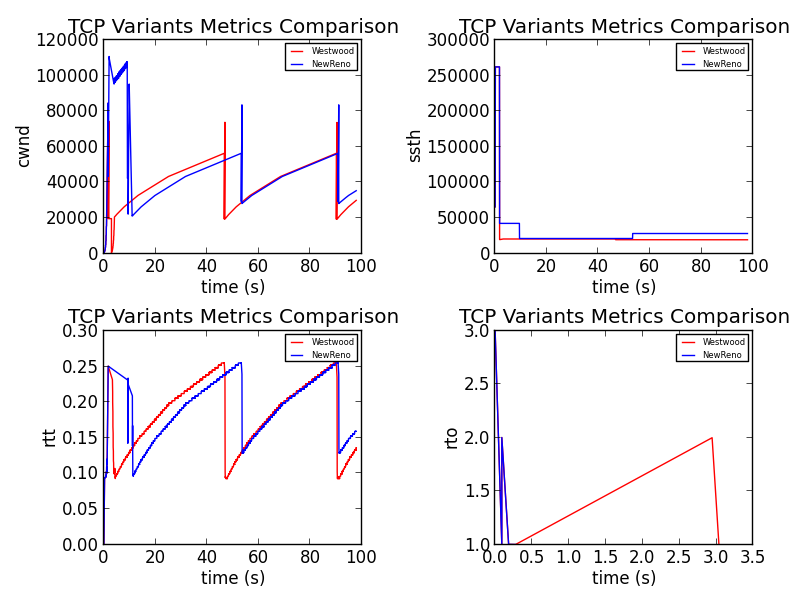 TCP Variants Metrics Comparison
120000
100000
80000
60000
40000
20000
0
cwnd
Westwood
NewReno
0 20 40 60 80 100
time (s)
TCP Variants Metrics Comparison
300000
250000
200000
150000
100000
50000
0
ssth
Westwood
NewReno
0 20 40 60 80 100
time (s)
TCP Variants Metrics Comparison
0.30
0.25
0.20
0.15
0.10
0.05
0.00
rtt
Westwood
NewReno
0 20 40 60 80 100
time (s)
TCP Variants Metrics Comparison
3.0
2.5
2.0
1.5
1.0
rto
Westwood
NewReno
0.0 0.5 1.0 1.5 2.0 2.5 3.0 3.5
time (s)